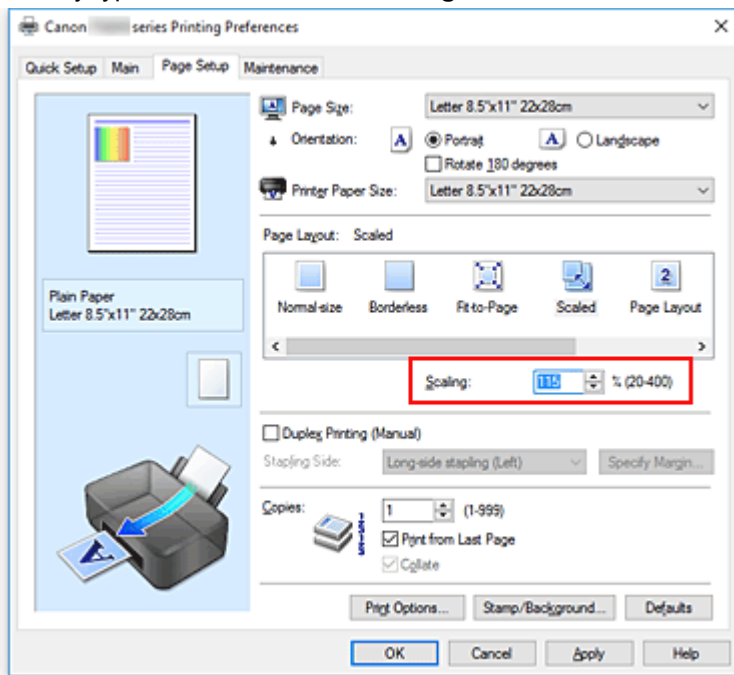 Canon series Printing Preferences
Quick Setup Main Page Setup Maintenance
Page Size: Letter 8.5"x11" 22x28cm
Orientation: A Portrait A Landscape
Rotate 180 degrees
Printer Paper Size: Letter 8.5"x11" 22x28cm
Page Layout: Scaled
Normal-size Borderless Fit-to-Page Scaled 2 Page Layout
Plain Paper
Letter 8.5"x11" 22x28cm
Scaling: 115 % (20-400)
Duplex Printing (Manual)
Stapling Side: Long-side stapling (Left) Specify Margin...
Copies: 1 (1-999)
Print from Last Page
Collate
A
Print Options... Stamp/Background... Defaults
OK Cancel Apply Help